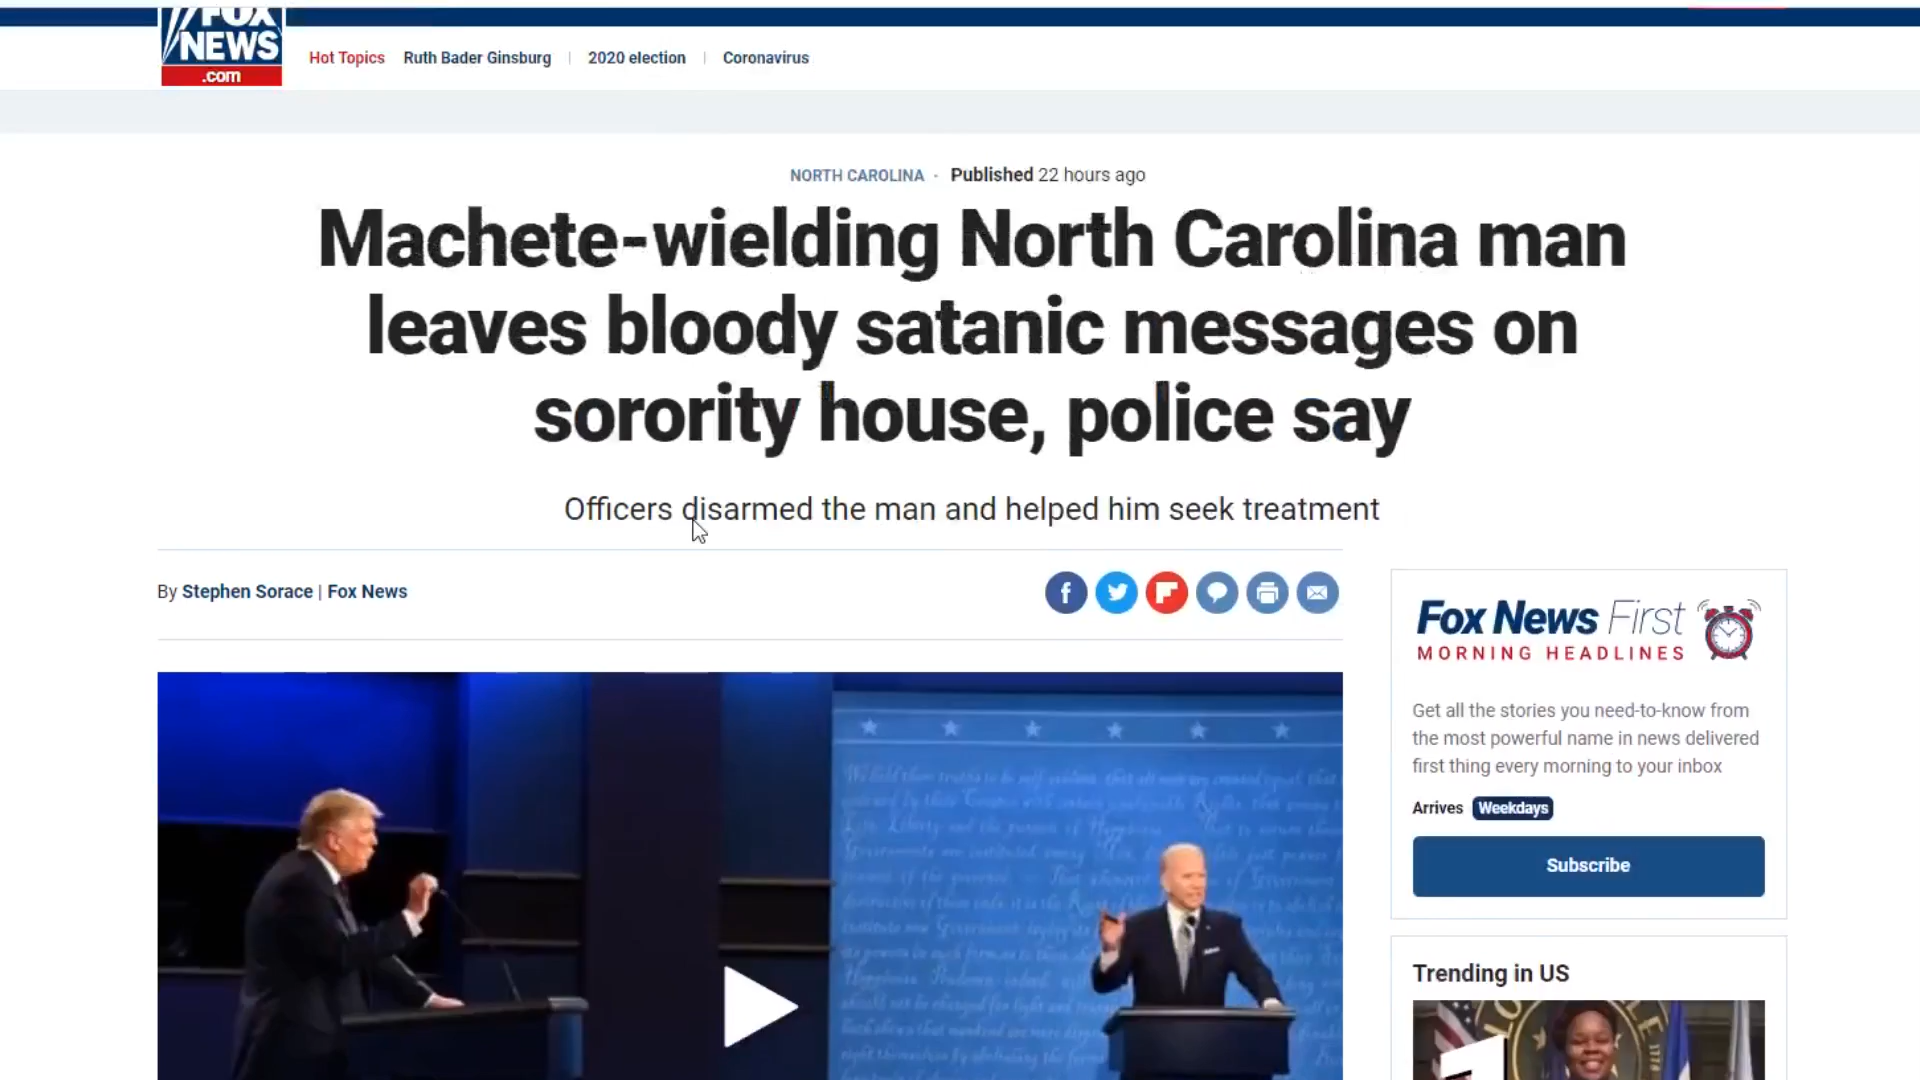 FOX
NEWS
.com
Hot Topics Ruth Bader Ginsburg | 2020 election | Coronavirus
NORTH CAROLINA · Published 22 hours ago
Machete-wielding North Carolina man
leaves bloody satanic messages on
sorority house, police say
Officers disarmed the man and helped him seek treatment
By Stephen Sorace | Fox News
Fox News First
MORNING HEADLINES
Get all the stories you need-to-know from
the most powerful name in news delivered
first thing every morning to your inbox
Arrives Weekdays
Subscribe
Trending in US
1